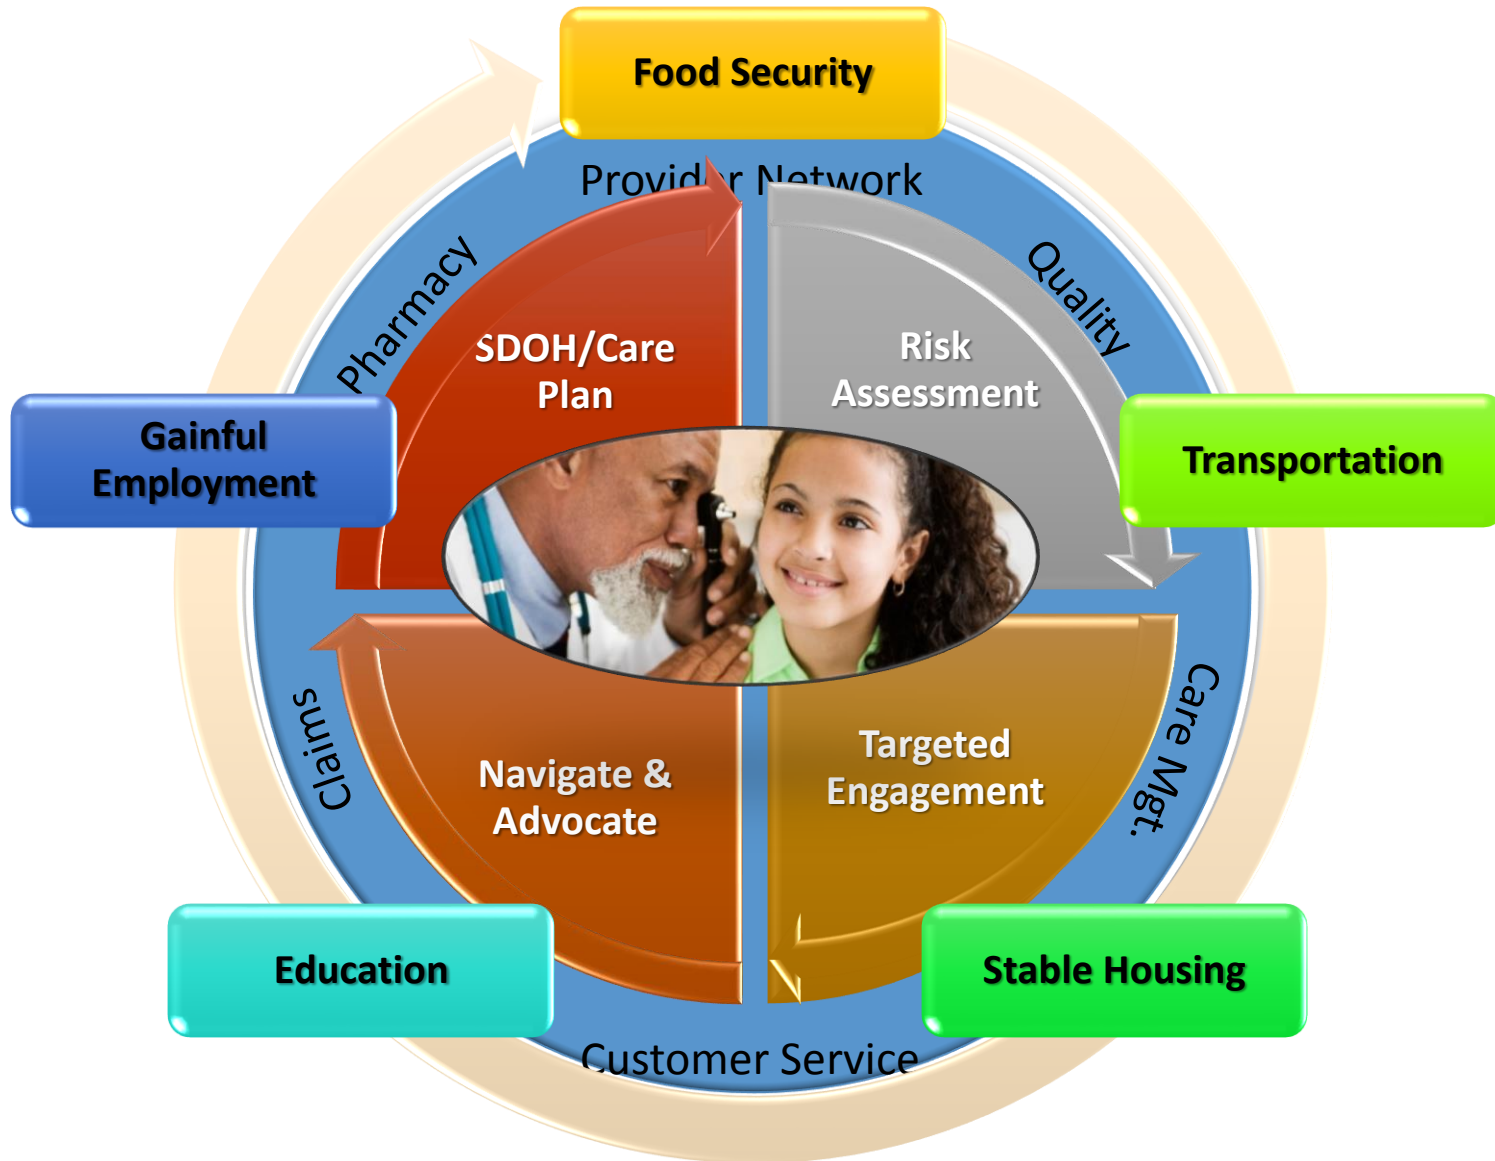 Food Security
Provider Network
Pharmacy
Quality
SDOH/Care
Plan
Risk
Assessment
Gainful
Employment
Transportation
Claims
Care Mgt.
Navigate &
Advocate
Targeted
Engagement
Education
Stable Housing
Customer Service